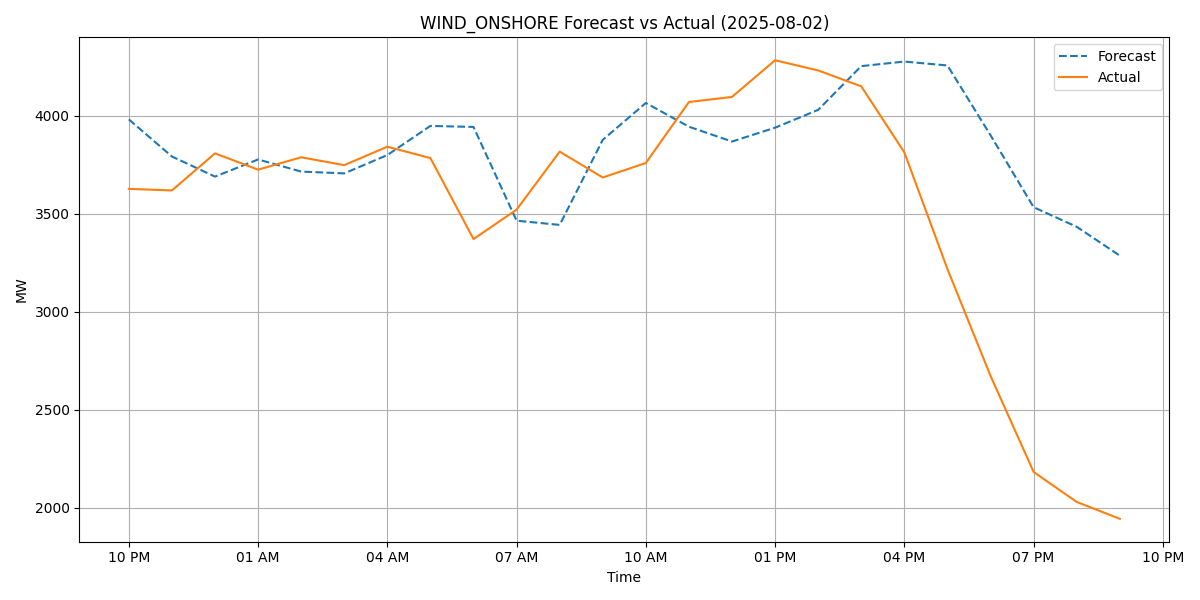 WIND_ONSHORE Forecast vs Actual (2025-08-02)
Forecast
Actual
MW
4000
3500
3000
2500
2000
10 PM
01 AM
04 AM
07 AM
10 AM
01 PM
04 PM
07 PM
10 PM
Time